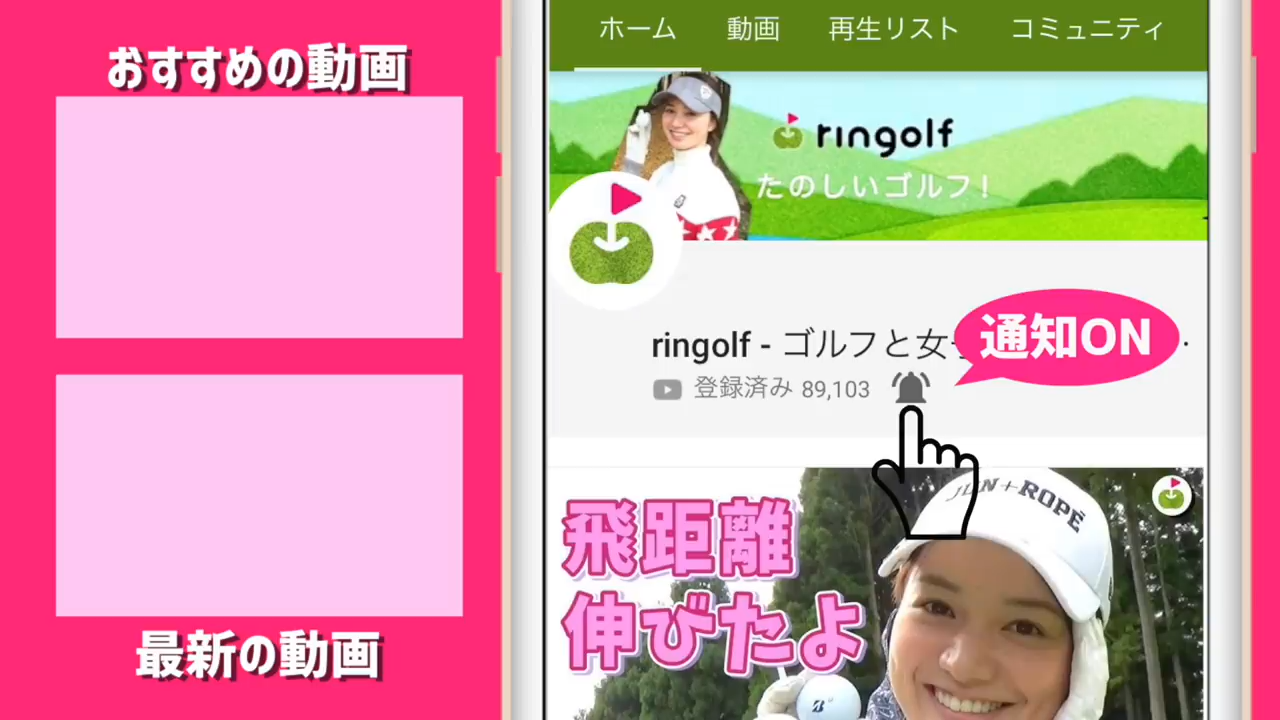 おすすめの動画
最新の動画
ホーム 動画 再生リスト コミュニティ
ringolf
たのしいゴルフ!
ringolf - ゴルフと女
通知ON
登録済み 89,103
飛距離
伸びたよ
JUN+ROPÉ
B